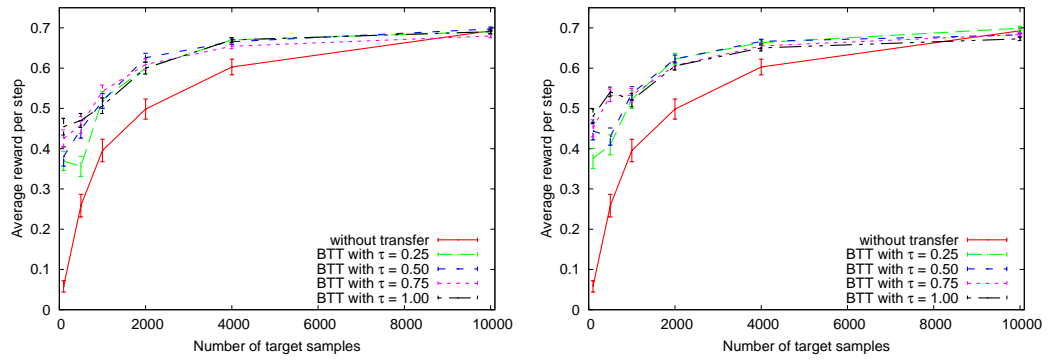 0.7
0.6
0.5
0.4
0.3
0.2
0.1
0
Average reward per step
without transfer
BTT with τ = 0.25
BTT with τ = 0.50
BTT with τ = 0.75
BTT with τ = 1.00
0 2000 4000 6000 8000 10000
Number of target samples
0.7
0.6
0.5
0.4
0.3
0.2
0.1
0
Average reward per step
without transfer
BTT with τ = 0.25
BTT with τ = 0.50
BTT with τ = 0.75
BTT with τ = 1.00
0 2000 4000 6000 8000 10000
Number of target samples